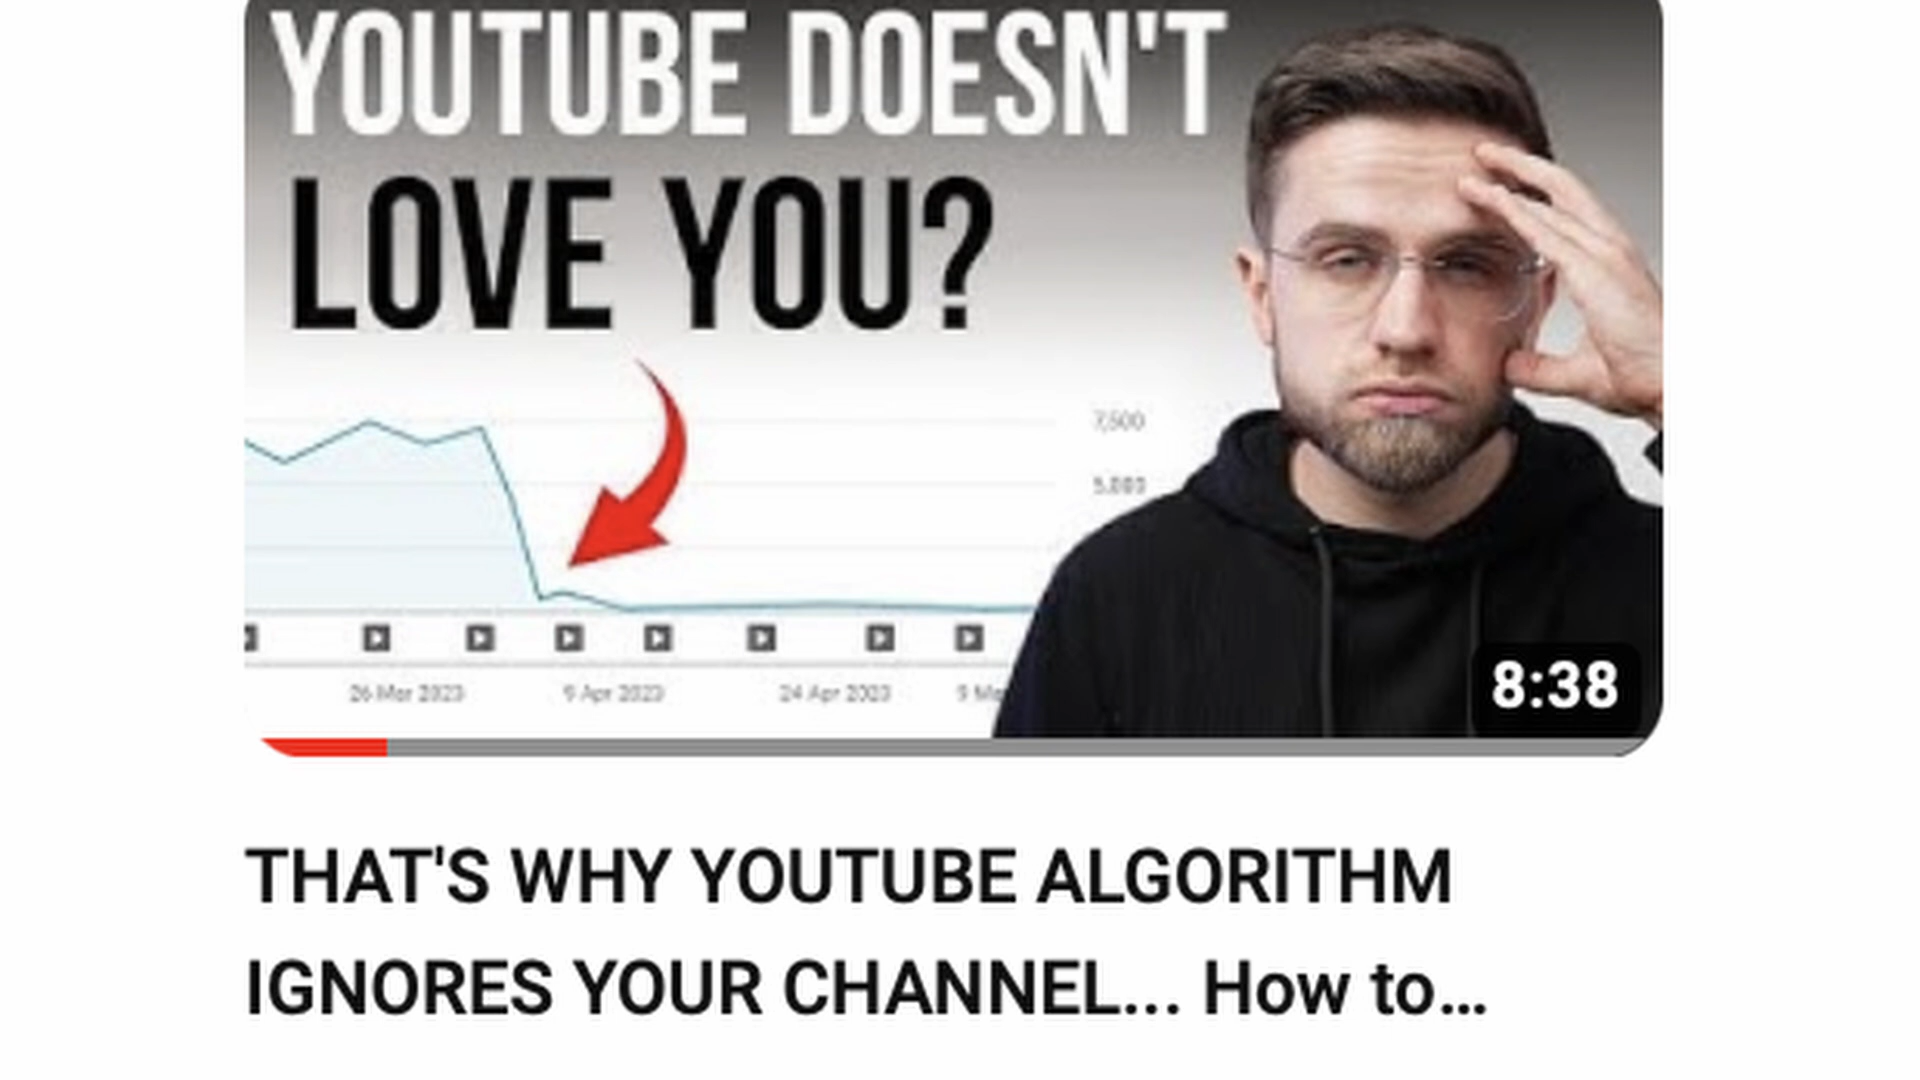 YOUTUBE DOESN'T
LOVE YOU?
7,500
5,000
26 Mar 2023 9 Apr 2023 24 Apr 2023 9
8:38
THAT'S WHY YOUTUBE ALGORITHM
IGNORES YOUR CHANNEL... How to...